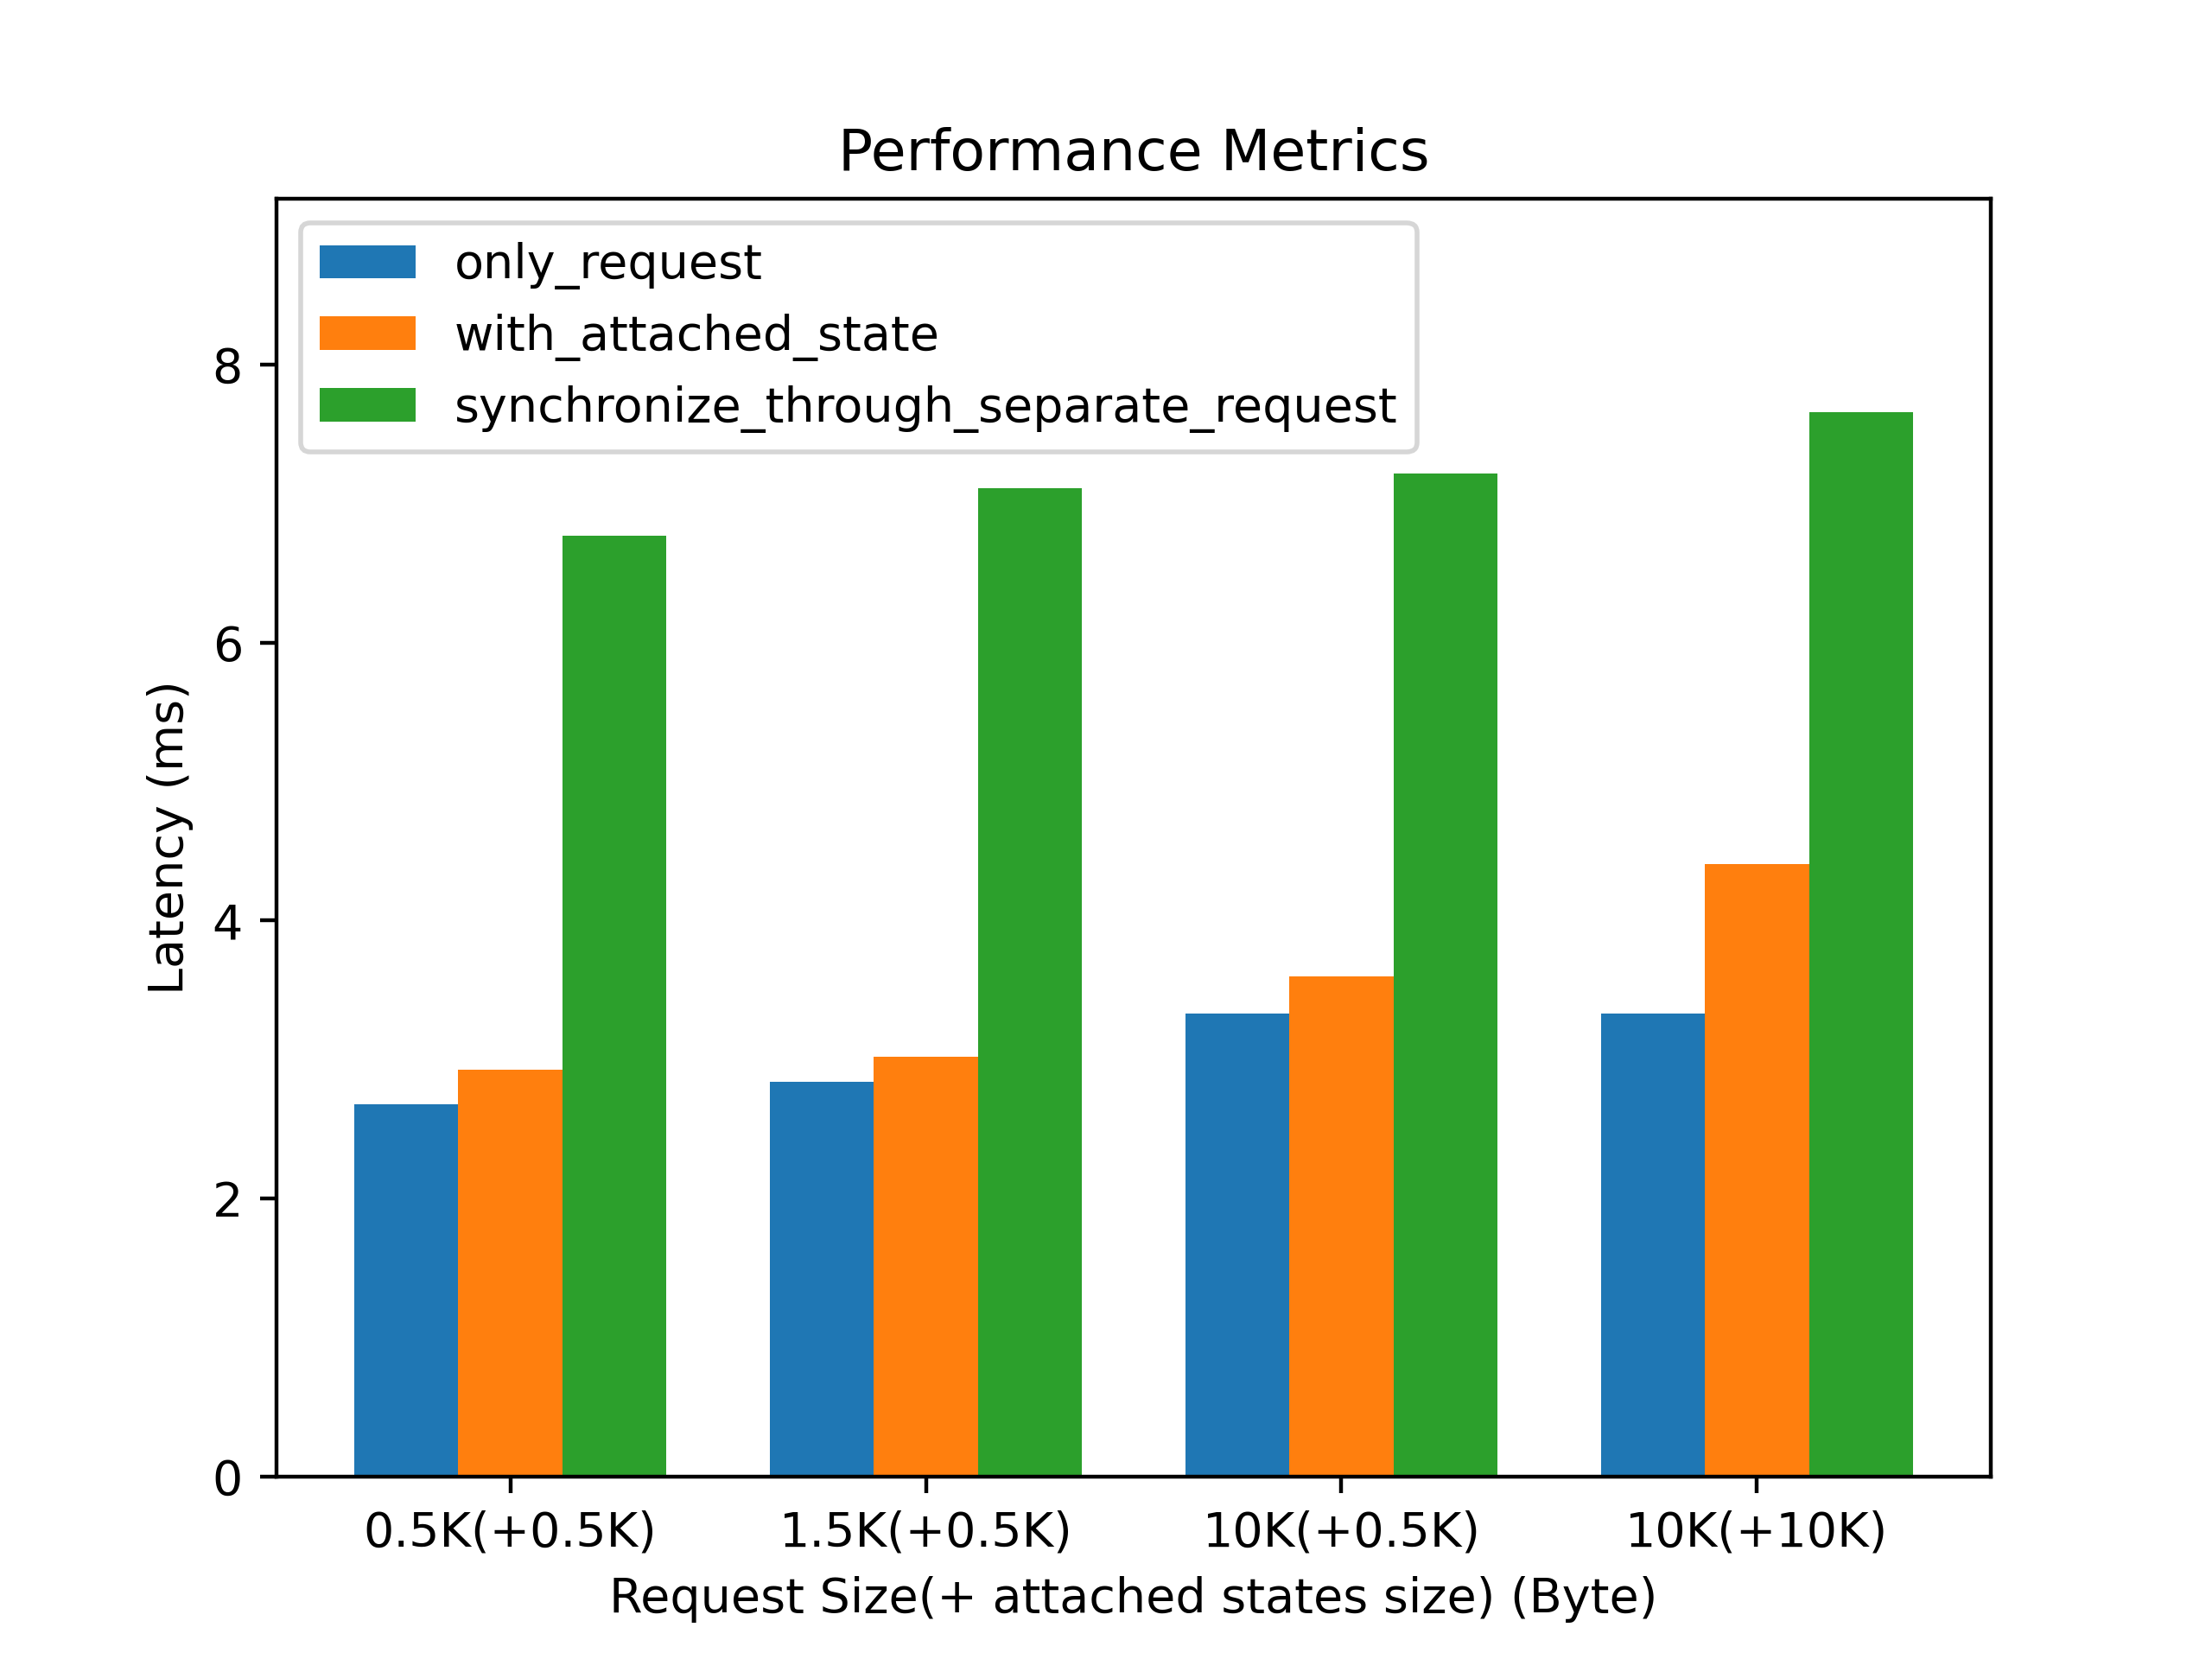 Performance Metrics
only_request
with_attached_state
synchronize_through_separate_request
Latency (ms)
8
6
4
2
0
0.5K(+0.5K) 1.5K(+0.5K) 10K(+0.5K) 10K(+10K)
Request Size(+ attached states size) (Byte)